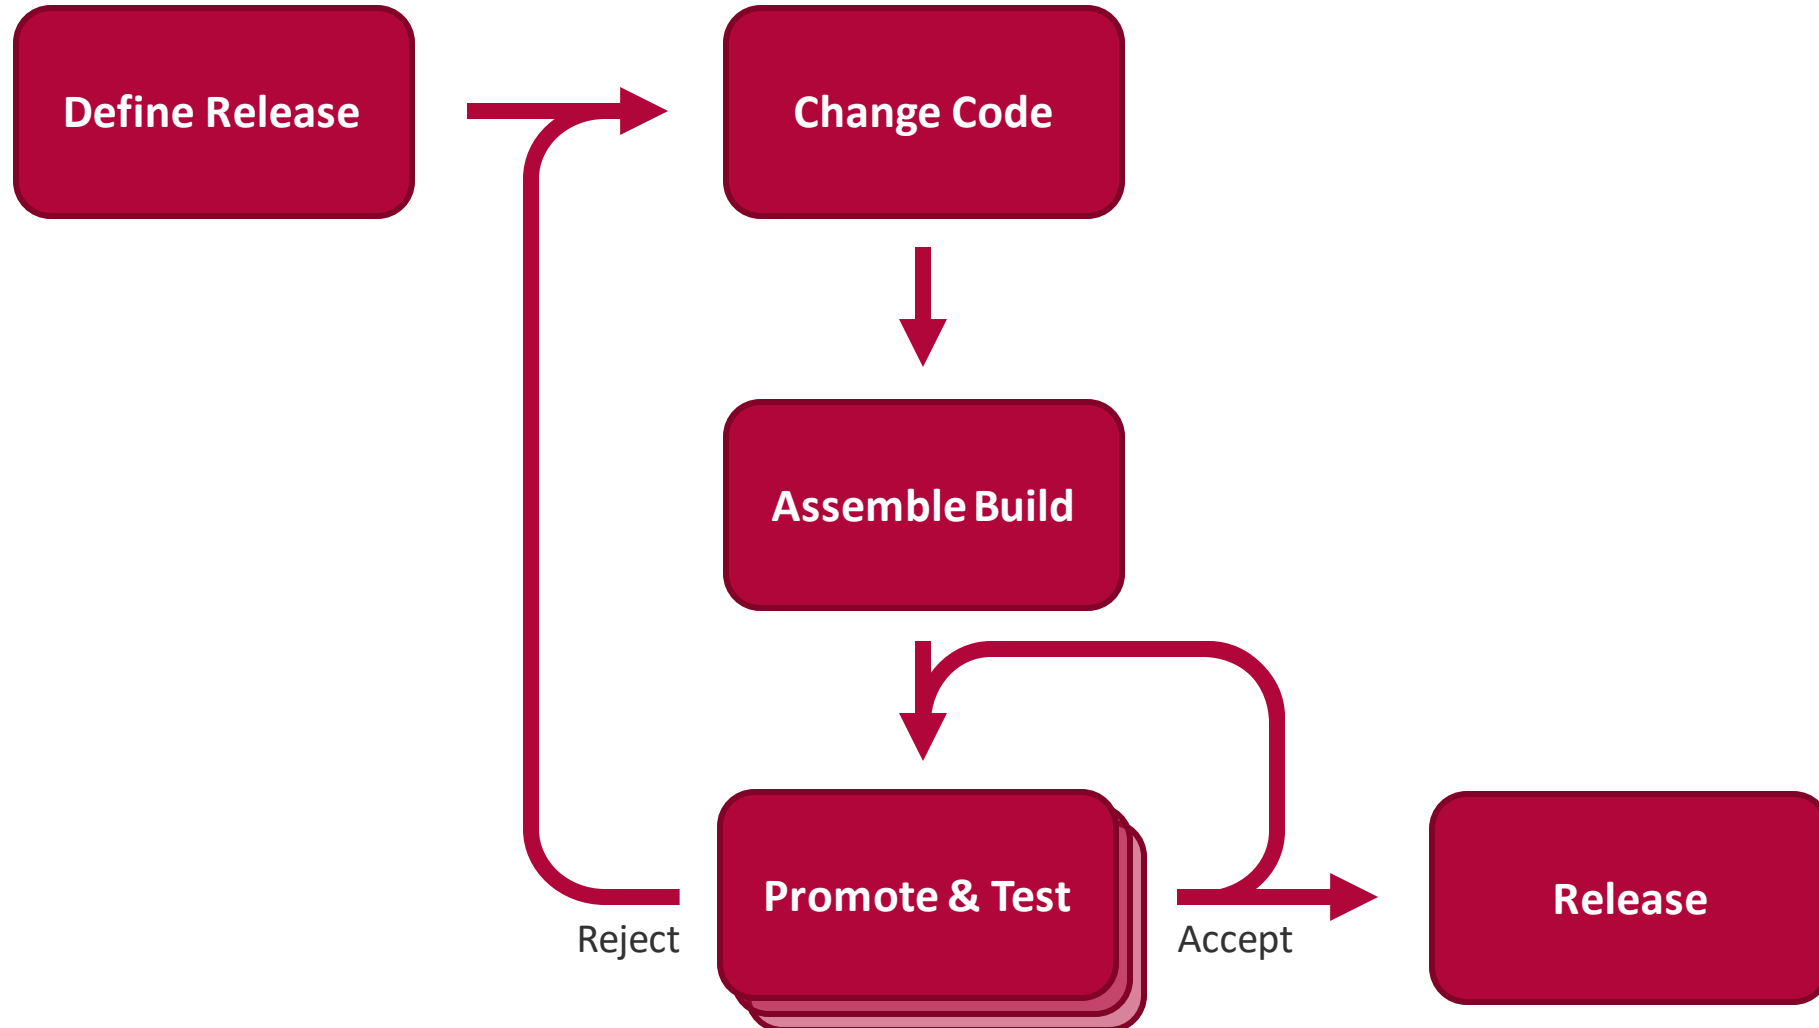 Define Release
Change Code
Assemble Build
Promote & Test
Release
Reject
Accept